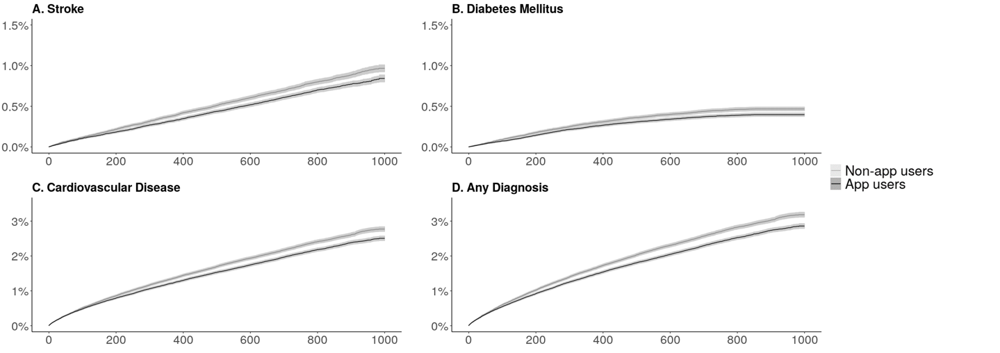 A. Stroke
1.5%
1.0%
0.5%
0.0%
0 200 400 600 800 1000
B. Diabetes Mellitus
1.5%
1.0%
0.5%
0.0%
0 200 400 600 800 1000
C. Cardiovascular Disease
3%
2%
1%
0%
0 200 400 600 800 1000
D. Any Diagnosis
3%
2%
1%
0%
0 200 400 600 800 1000
Non-app users
App users